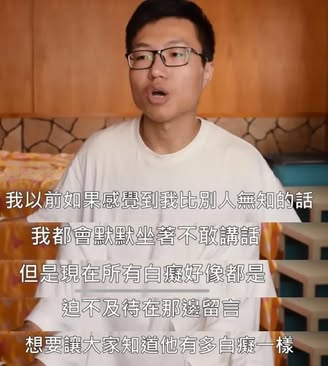 我以前如果感覺到我比別人無知的話
我都會默默坐著不敢講話
但是現在所有白癡好像都是
迫不及待在那邊留言
想要讓大家知道他有多白癡一樣